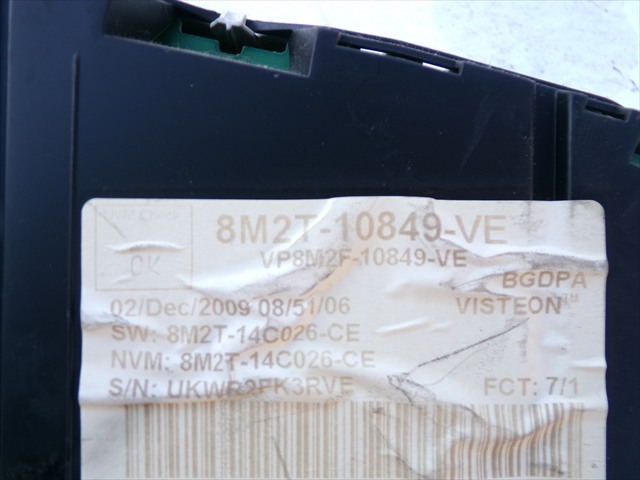 OK
8M2T-10849-VE
VP8M2F-10849-VE
BGDPA
02/Dec/2009 08/51/06
VISTEON
SW: 8M2T-14C026-CE
NVM: 8M2T-14C026-CE
S/N: FCT: 7/1